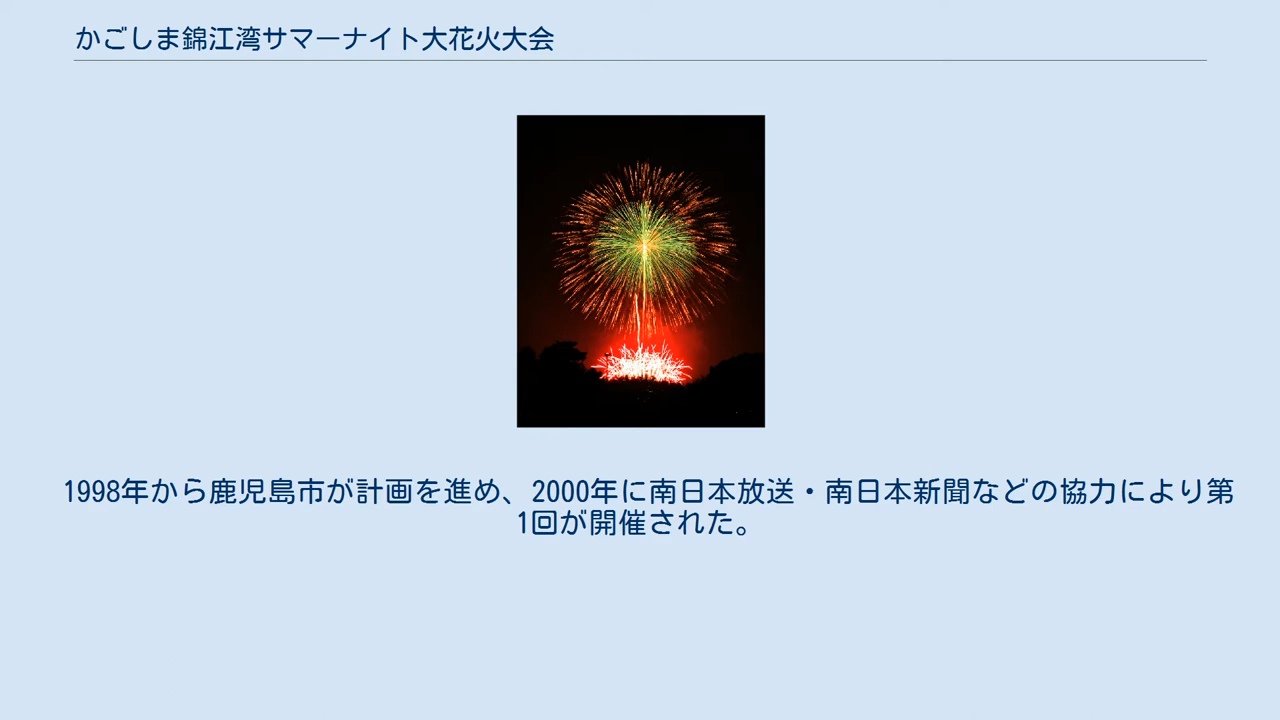 かごしま錦江湾サマーナイト大花火大会
1998年から鹿児島市が計画を進め、2000年に南日本放送・南日本新聞などの協力により第
1回が開催された。